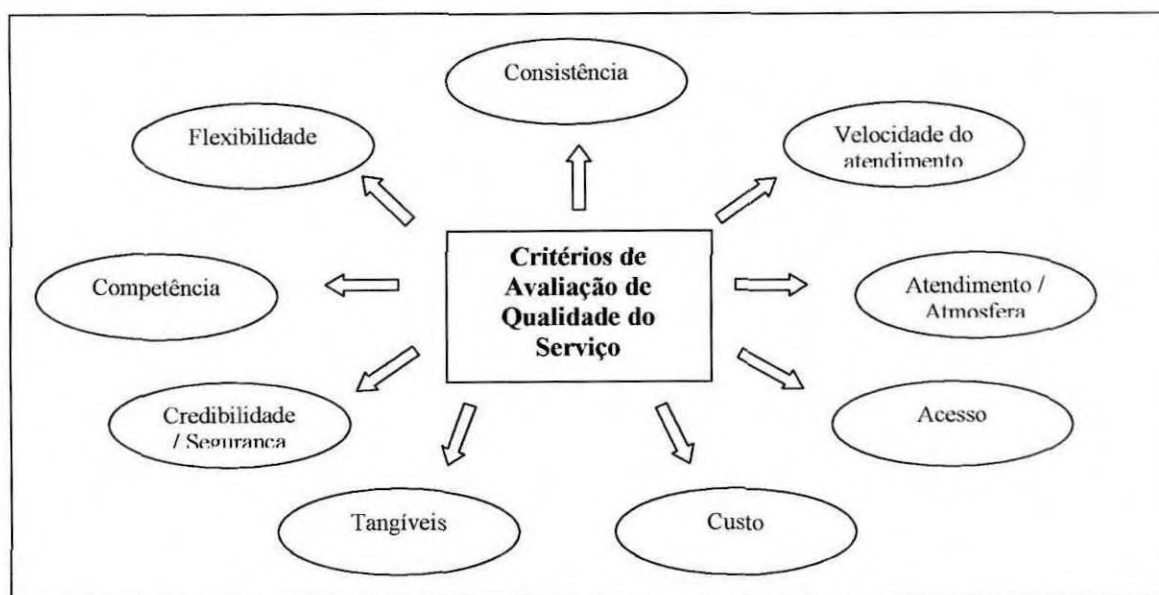 Consistência
Flexibilidade
Velocidade do
atendimento
Critérios de
Avaliação de
Qualidade do
Serviço
Competência
Atendimento /
Atmosfera
Credibilidade
/ Segurança
Acesso
Tangíveis
Custo